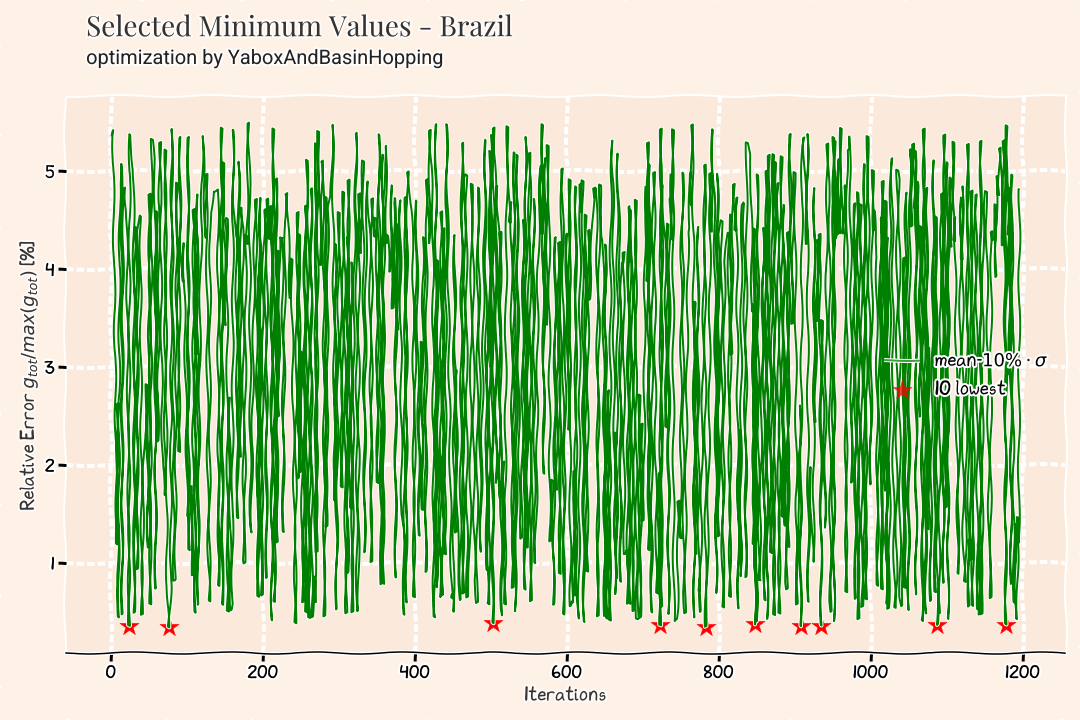 Selected Minimum Values - Brazil
optimization by YaboxAndBasinHopping
Relative Error g_tot/max(g_tot) [%]
5
4
3
2
1
mean-10% · σ
10 lowest
0 200 400 600 800 1000 1200
Iterations